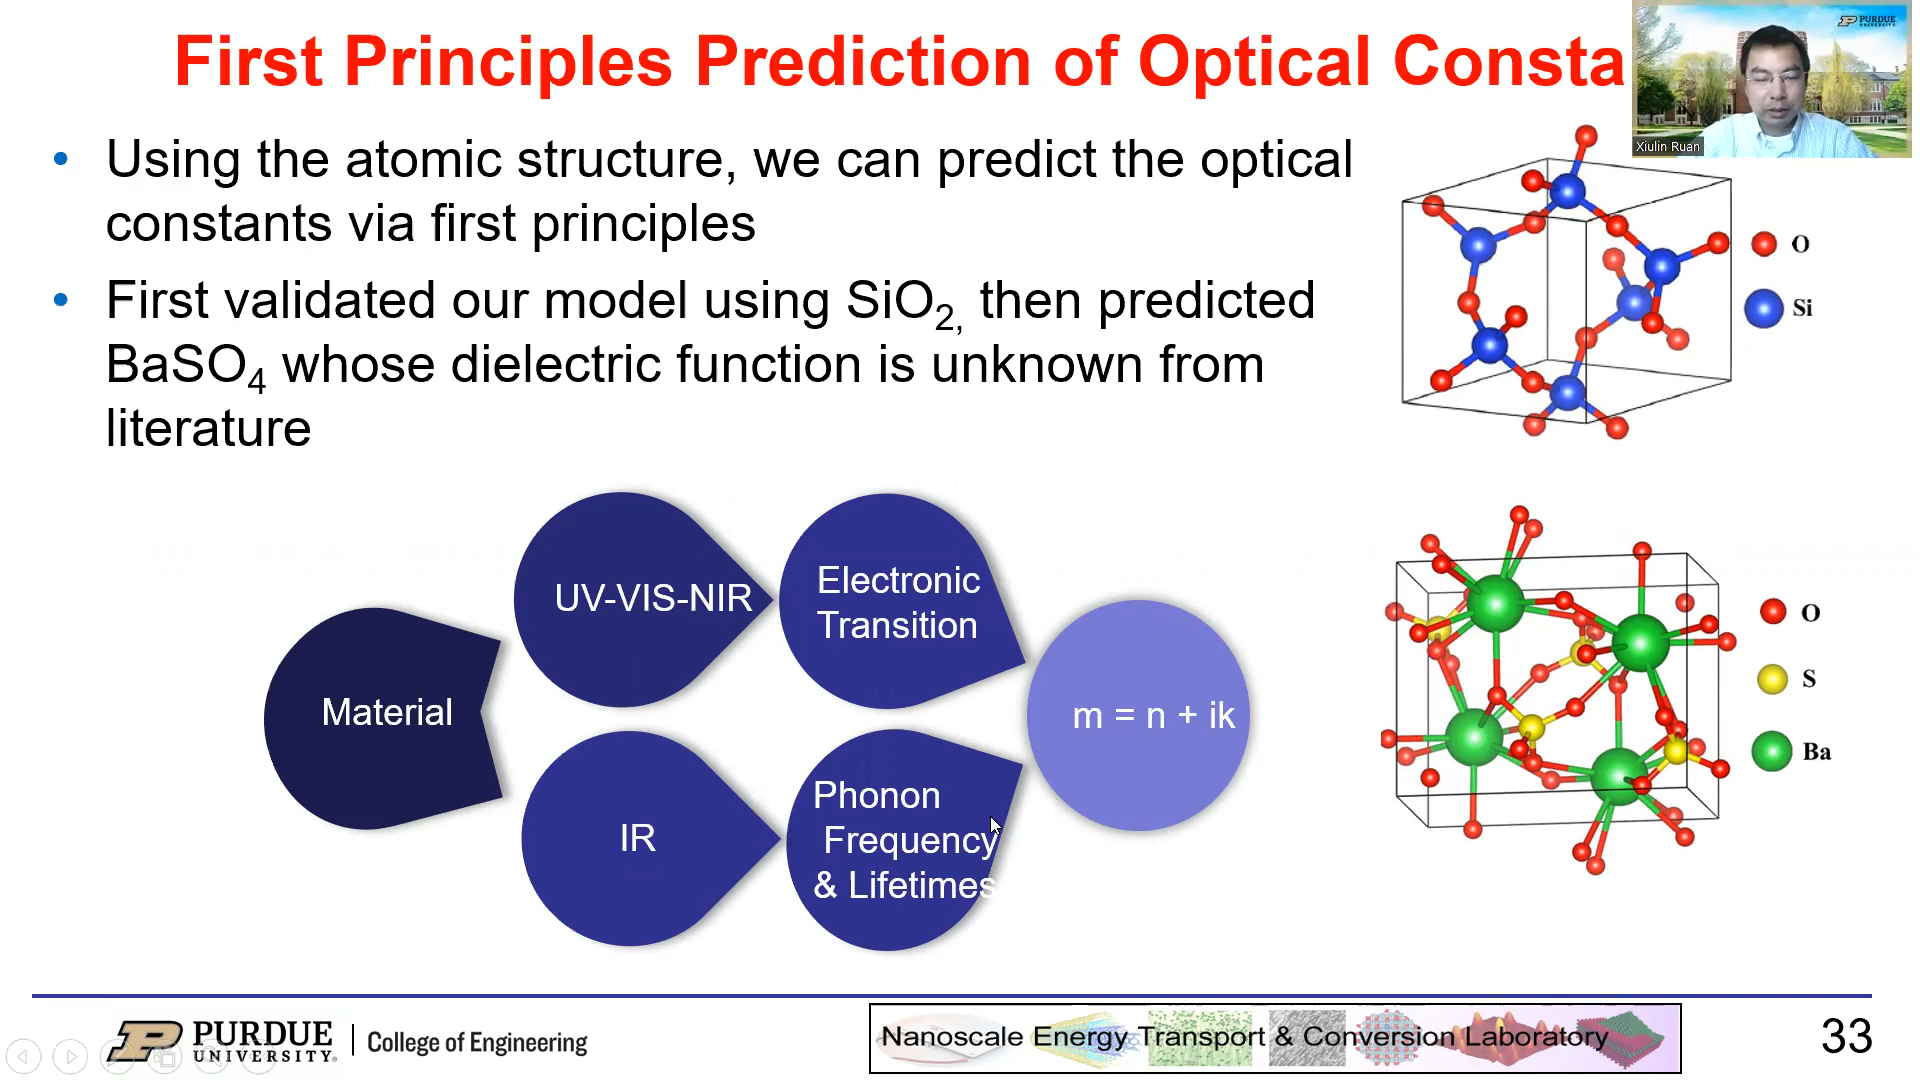 First Principles Prediction of Optical Consta
PURDUE
UNIVERSITY
Xiulin Ruan
• Using the atomic structure, we can predict the optical
constants via first principles
• First validated our model using SiO2, then predicted
BaSO4 whose dielectric function is unknown from
literature
O
Si
UV-VIS-NIR
Electronic
Transition
Material
m = n + ik
IR
Phonon
Frequency
& Lifetimes
O
S
Ba
PURDUE
UNIVERSITY
College of Engineering
Nanoscale Energy Transport & Conversion Laboratory
33